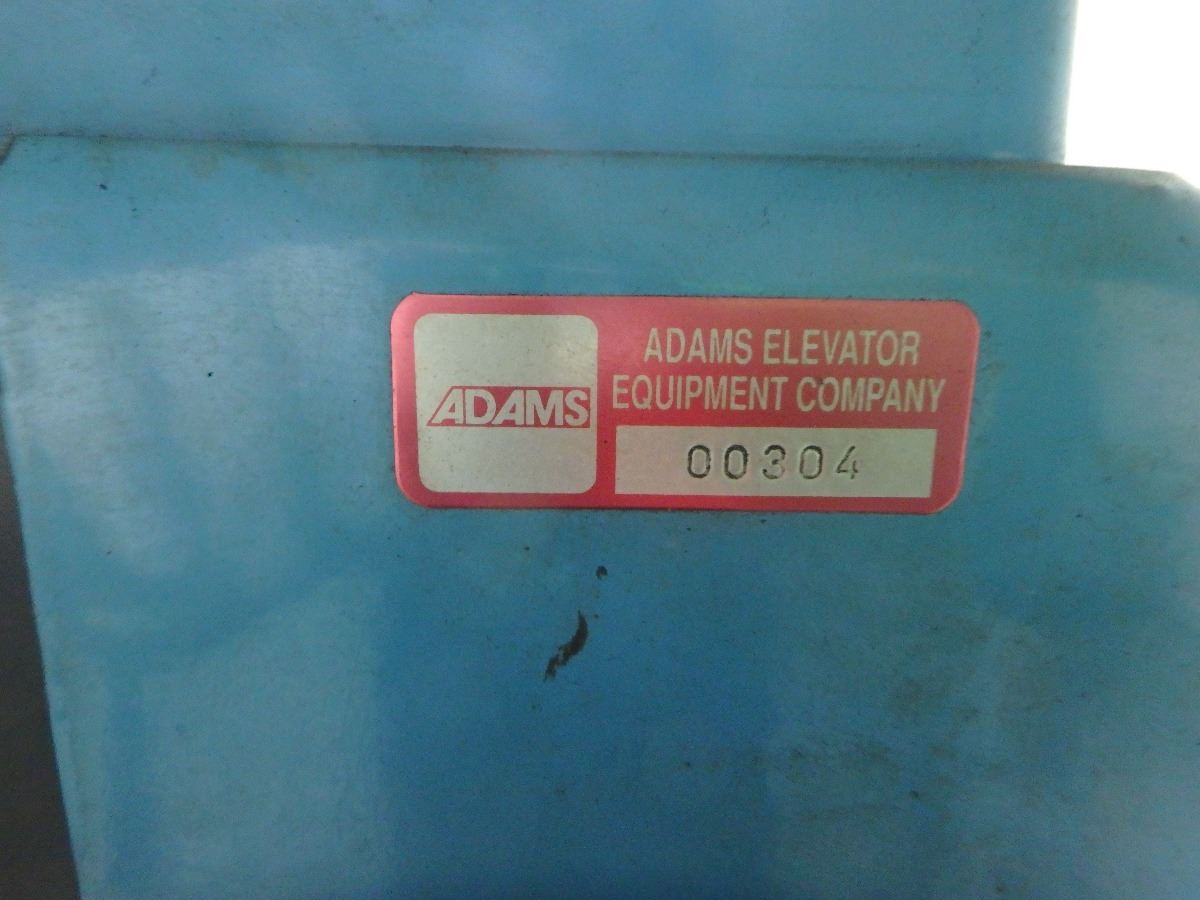 ADAMS
ADAMS ELEVATOR
EQUIPMENT COMPANY
00304